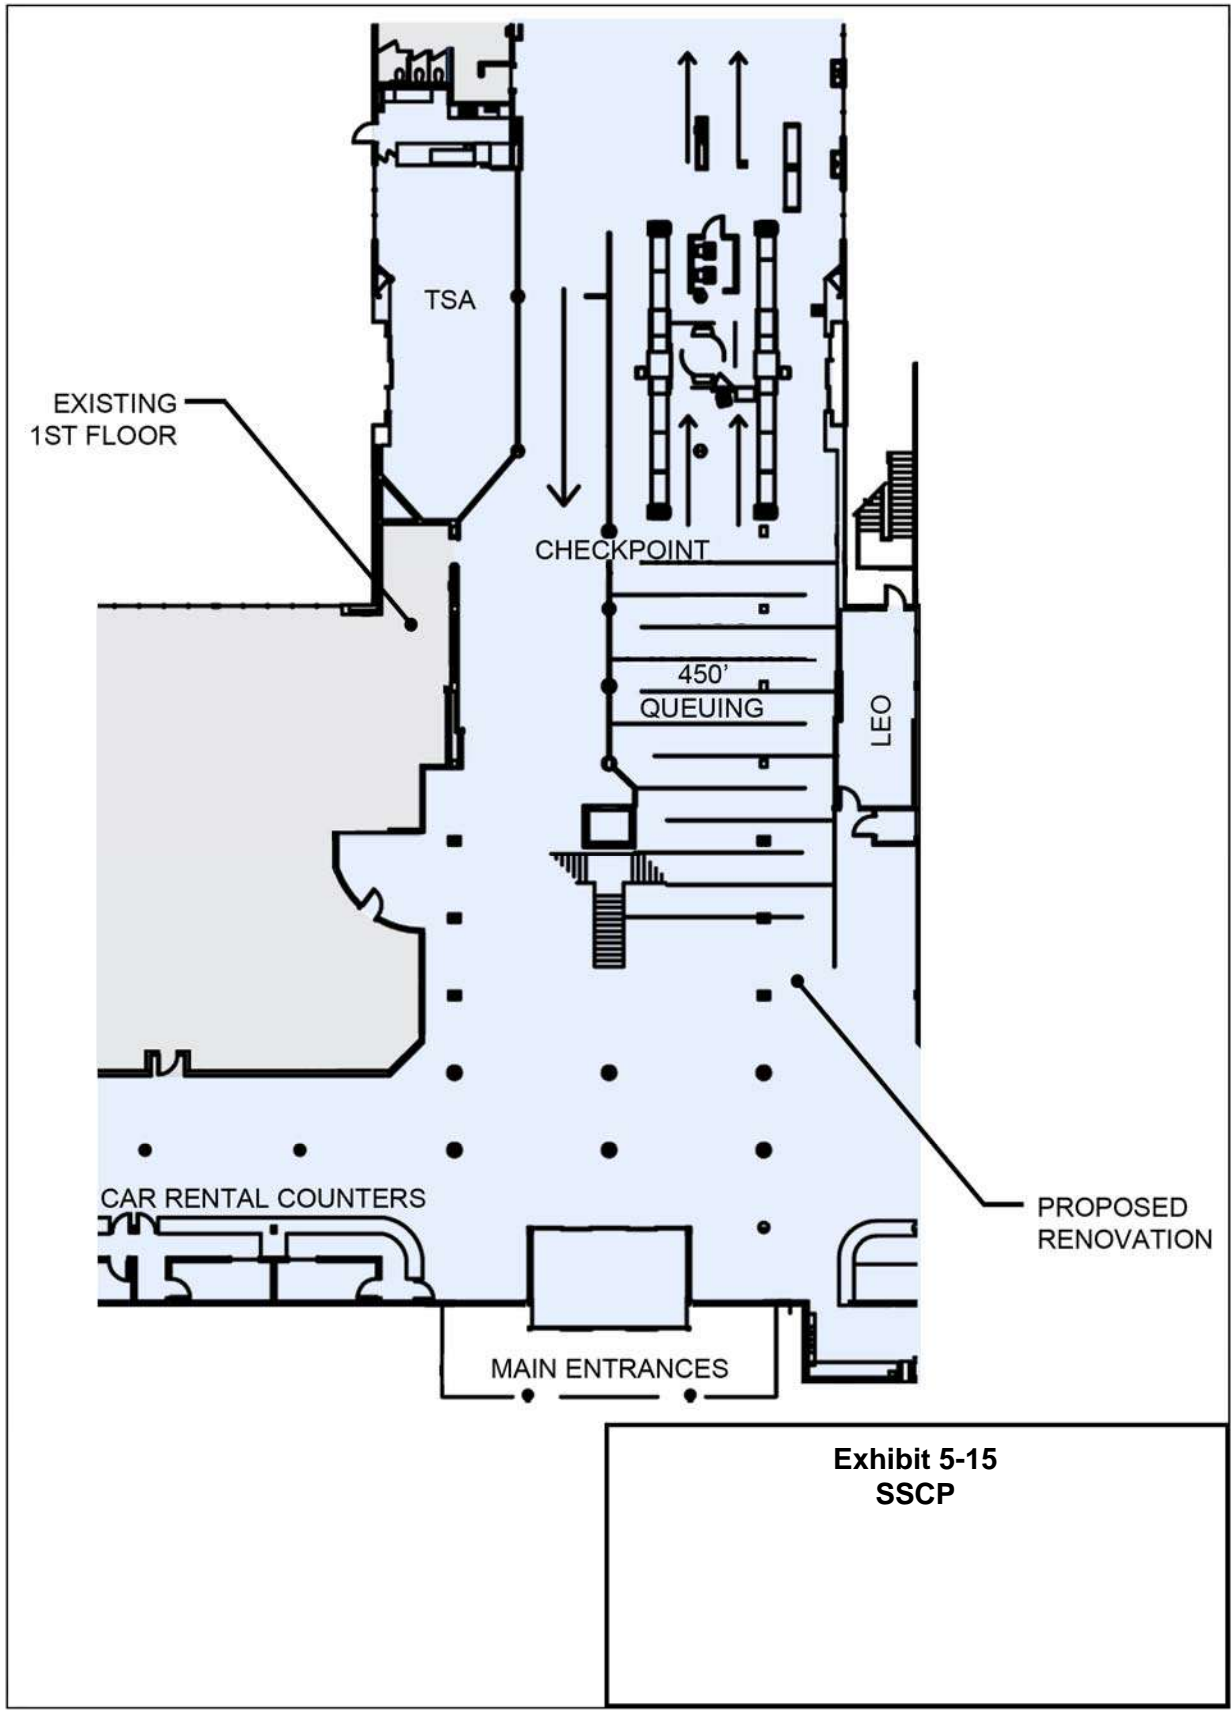 TSA
EXISTING
1ST FLOOR
CHECKPOINT
450'
QUEUING
LEO
CAR RENTAL COUNTERS
PROPOSED
RENOVATION
MAIN ENTRANCES
Exhibit 5-15
SSCP